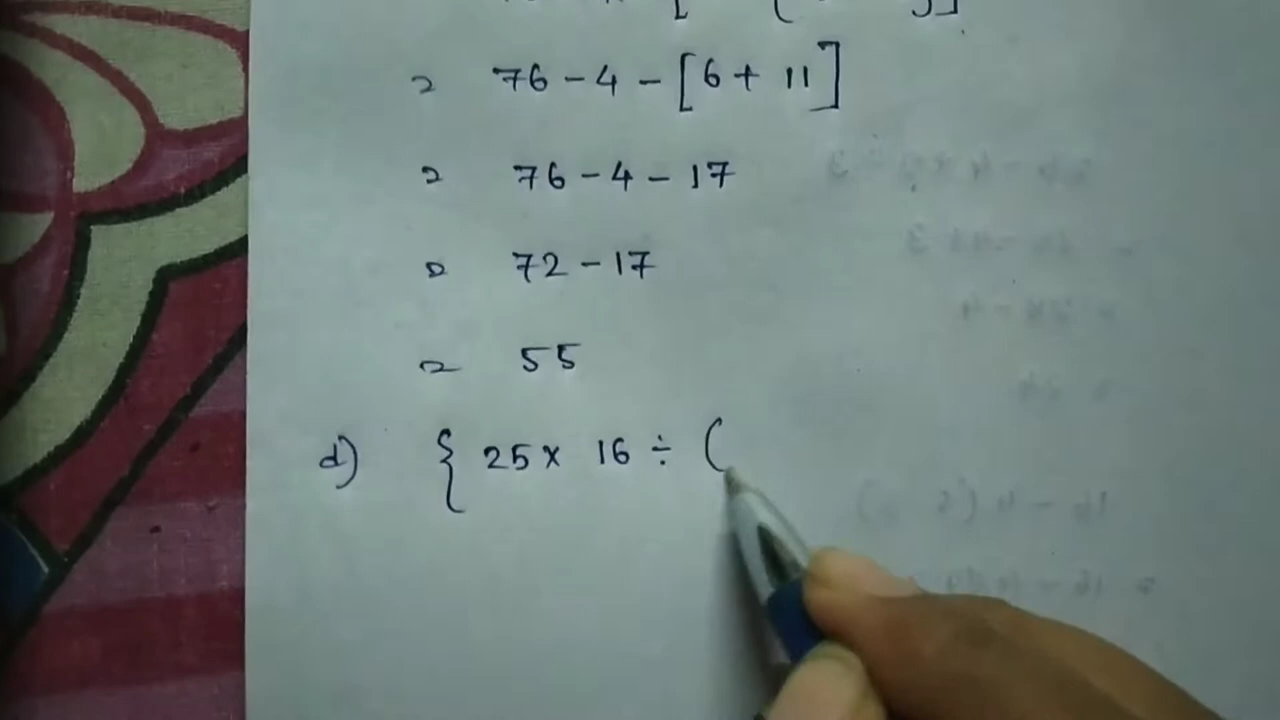 = 76 - 4 - [6 + 11]
= 76 - 4 - 17
= 72 - 17
= 55
d) { 25 × 16 ÷ (